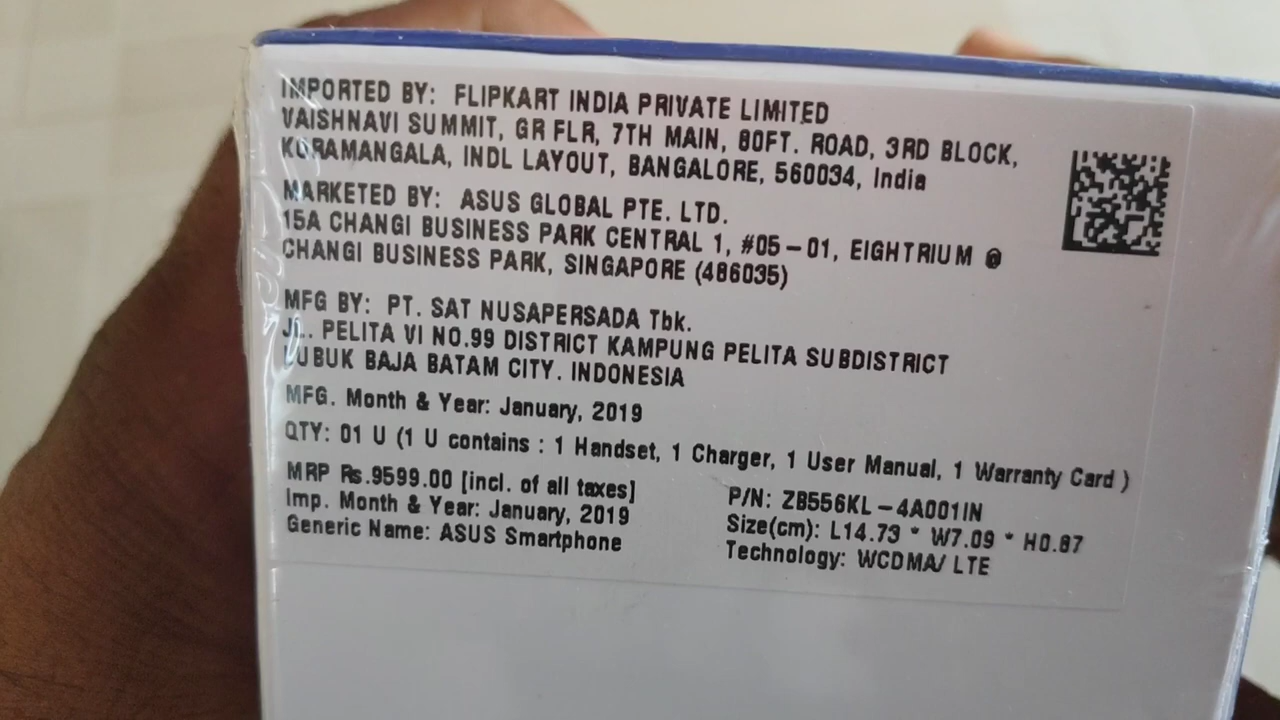 IMPORTED BY: FLIPKART INDIA PRIVATE LIMITED
VAISHNAVI SUMMIT, GR FLR, 7TH MAIN, 80FT. ROAD, 3RD BLOCK,
KORAMANGALA, INDL LAYOUT, BANGALORE, 560034, India
MARKETED BY: ASUS GLOBAL PTE. LTD.
15A CHANGI BUSINESS PARK CENTRAL 1, #05-01, EIGHTRIUM @
CHANGI BUSINESS PARK, SINGAPORE (486035)
MFG BY: PT. SAT NUSAPERSADA Tbk.
JL. PELITA VI NO.99 DISTRICT KAMPUNG PELITA SUBDISTRICT
LUBUK BAJA BATAM CITY. INDONESIA
MFG. Month & Year: January, 2019
QTY: 01 U (1 U contains : 1 Handset, 1 Charger, 1 User Manual, 1 Warranty Card )
MRP Rs.9599.00 [incl. of all taxes]
Imp. Month & Year: January, 2019
Generic Name: ASUS Smartphone
P/N: ZB556KL-4A001IN
Size(cm): L14.73 * W7.09 * H0.87
Technology: WCDMA/ LTE